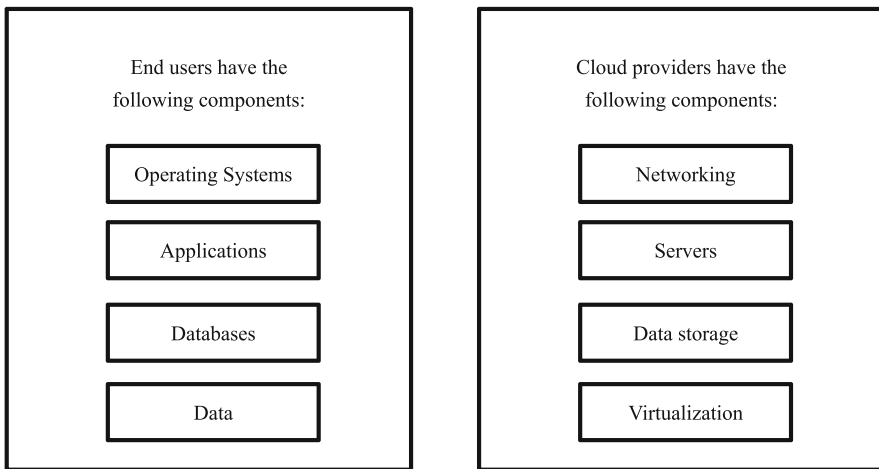 End users have the
following components:
Operating Systems
Applications
Databases
Data
Cloud providers have the
following components:
Networking
Servers
Data storage
Virtualization